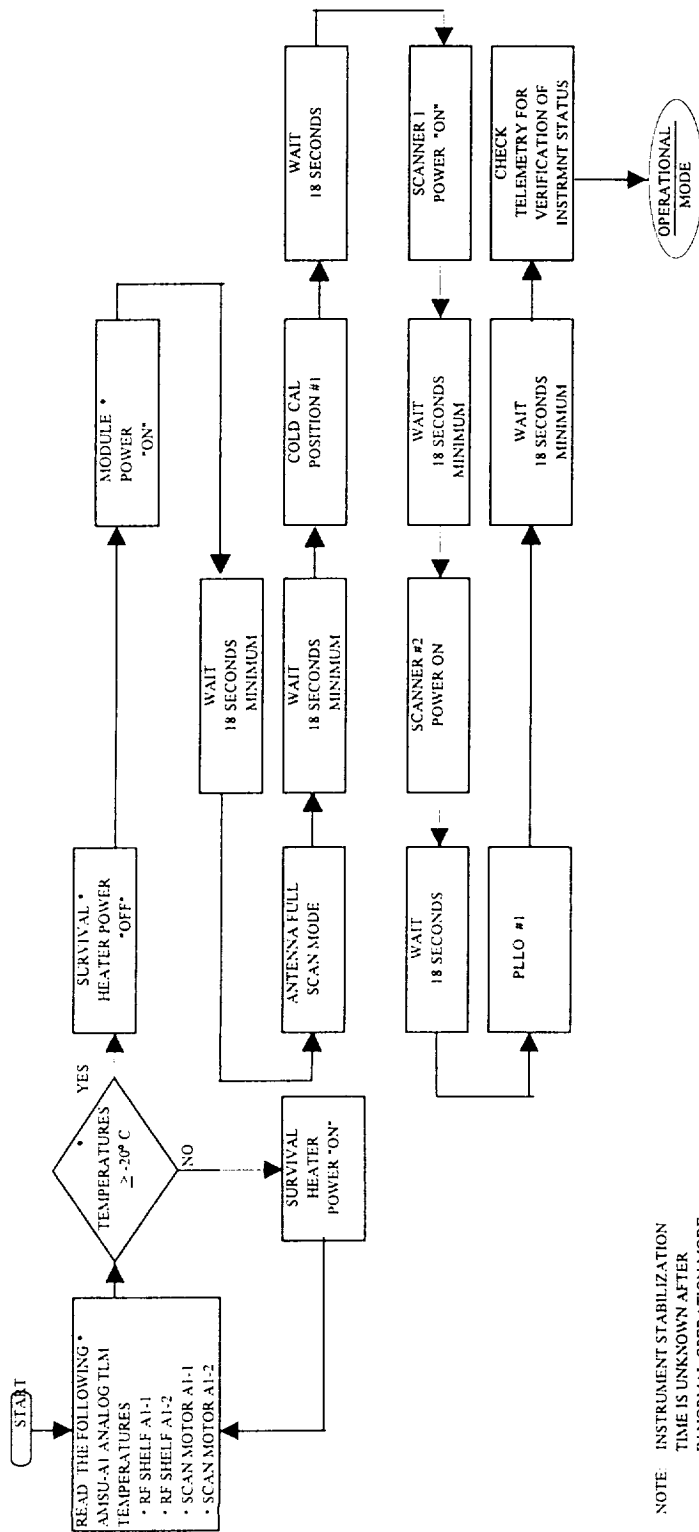 START
READ THE FOLLOWING *
AMSU-A1 ANALOG TLM
TEMPERATURES
· RF SHELF A1-1
· RF SHELF A1-2
· SCAN MOTOR A1-1
· SCAN MOTOR A1-2
*
TEMPERATURES
≥ -20° C
YES
NO
SURVIVAL
HEATER
POWER "ON"
SURVIVAL *
HEATER POWER
"OFF"
MODULE *
POWER
"ON"
WAIT
18 SECONDS
MINIMUM
ANTENNA FULL
SCAN MODE
WAIT
18 SECONDS
MINIMUM
COLD CAL
POSITION #1
WAIT
18 SECONDS
SCANNER 1
POWER "ON"
WAIT
18 SECONDS
MINIMUM
SCANNER #2
POWER ON
WAIT
18 SECONDS
PLLO #1
WAIT
18 SECONDS
MINIMUM
CHECK
TELEMETRY FOR
VERIFICATION OF
INSTRMNT STATUS
OPERATIONAL
MODE
NOTE: INSTRUMENT STABILIZATION
TIME IS UNKNOWN AFTER
OPERATION MODE